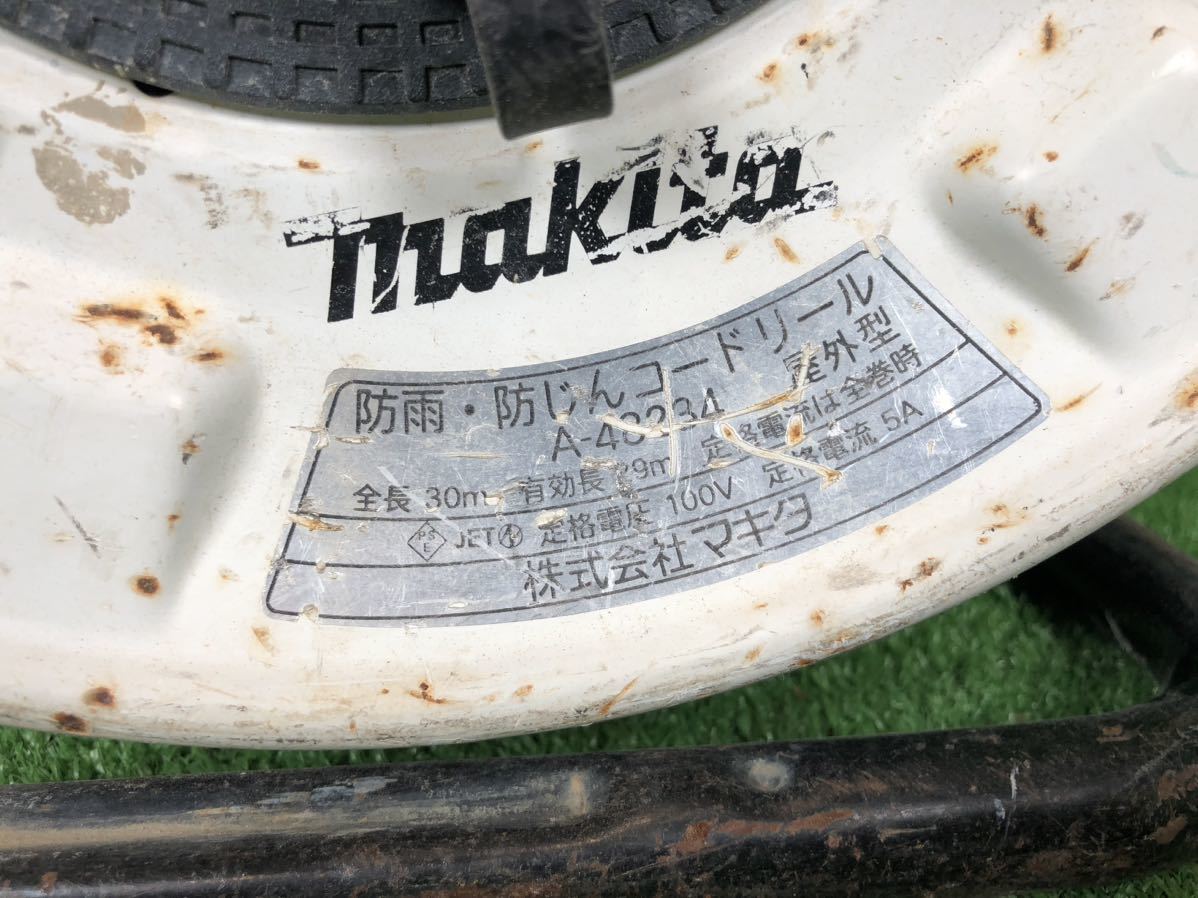 makita
防雨・防じんコードリール
A-48234 屋外型
全長 30m 有効長 29m 定格電流は全巻時
PS E JET 定格電圧 100V 定格電流 5A
株式会社マキタ